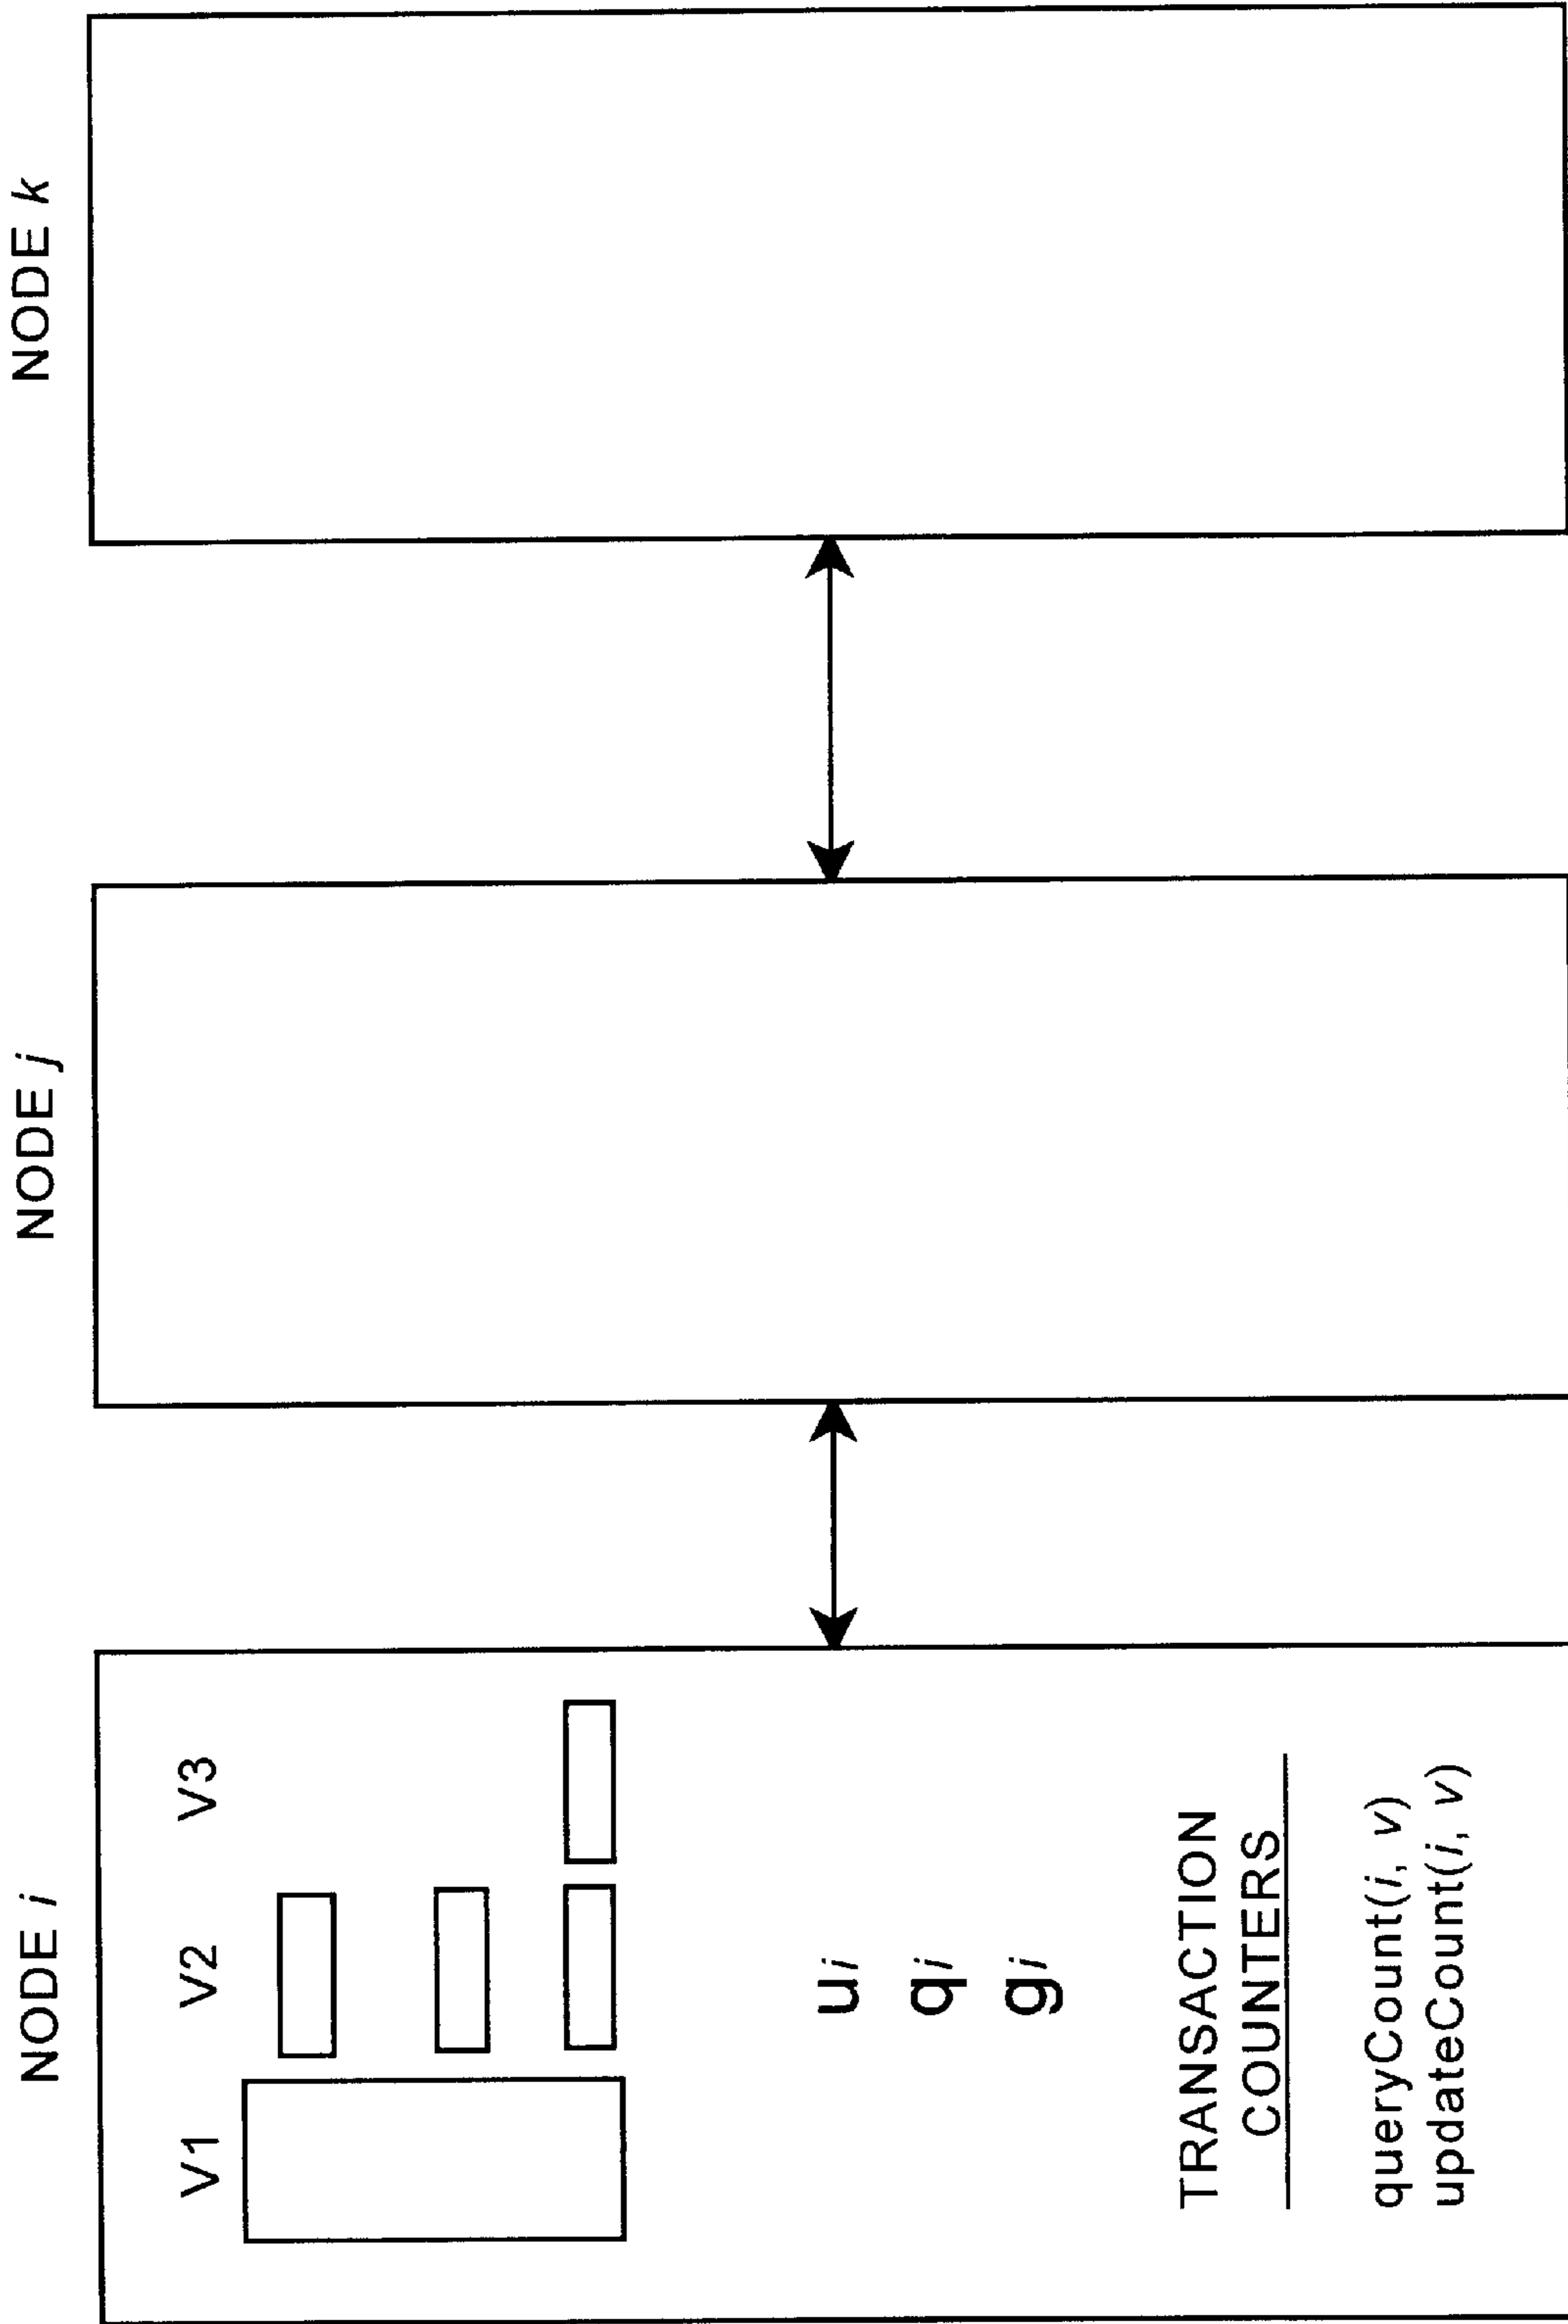 NODE i
NODE j
NODE k
V1 V2 V3
ui
qi
gi
TRANSACTION
COUNTERS
queryCount(i, v)
updateCount(i, v)